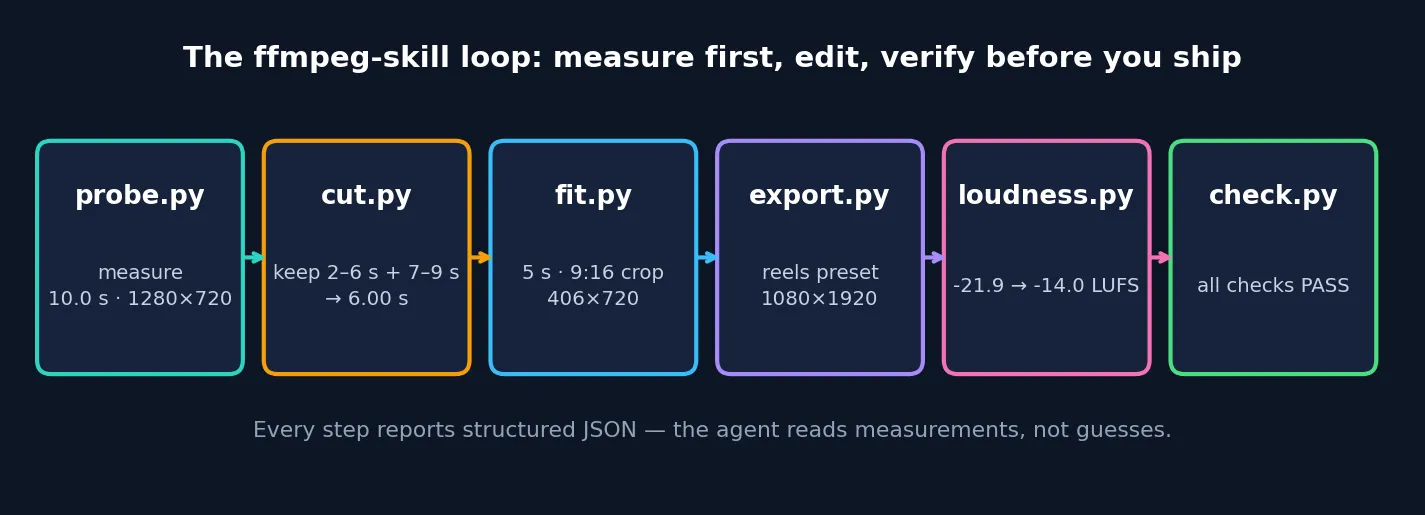 The ffmpeg-skill loop: measure first, edit, verify before you ship
probe.py
measure
10.0 s · 1280×720
cut.py
keep 2–6 s + 7–9 s
→ 6.00 s
fit.py
5 s · 9:16 crop
406×720
export.py
reels preset
1080×1920
loudness.py
-21.9 → -14.0 LUFS
check.py
all checks PASS
Every step reports structured JSON — the agent reads measurements, not guesses.